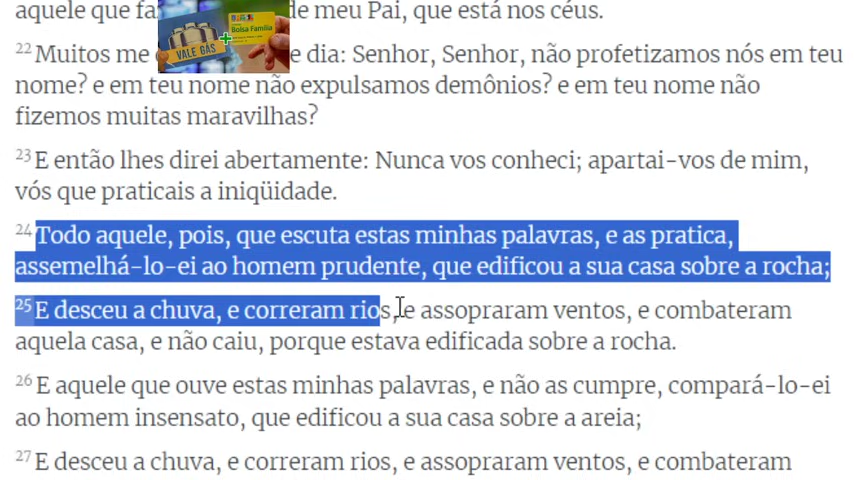 aquele que fa de meu Pai, que está nos céus.
VALE GÁS
Bolsa Família
22 Muitos me e dia: Senhor, Senhor, não profetizamos nós em teu
nome? e em teu nome não expulsamos demônios? e em teu nome não
fizemos muitas maravilhas?
23 E então lhes direi abertamente: Nunca vos conheci; apartai-vos de mim,
vós que praticais a iniqüidade.
24 Todo aquele, pois, que escuta estas minhas palavras, e as pratica,
assemelhá-lo-ei ao homem prudente, que edificou a sua casa sobre a rocha;
25 E desceu a chuva, e correram rios, e assopraram ventos, e combateram
aquela casa, e não caiu, porque estava edificada sobre a rocha.
26 E aquele que ouve estas minhas palavras, e não as cumpre, compará-lo-ei
ao homem insensato, que edificou a sua casa sobre a areia;
27 E desceu a chuva, e correram rios, e assopraram ventos, e combateram